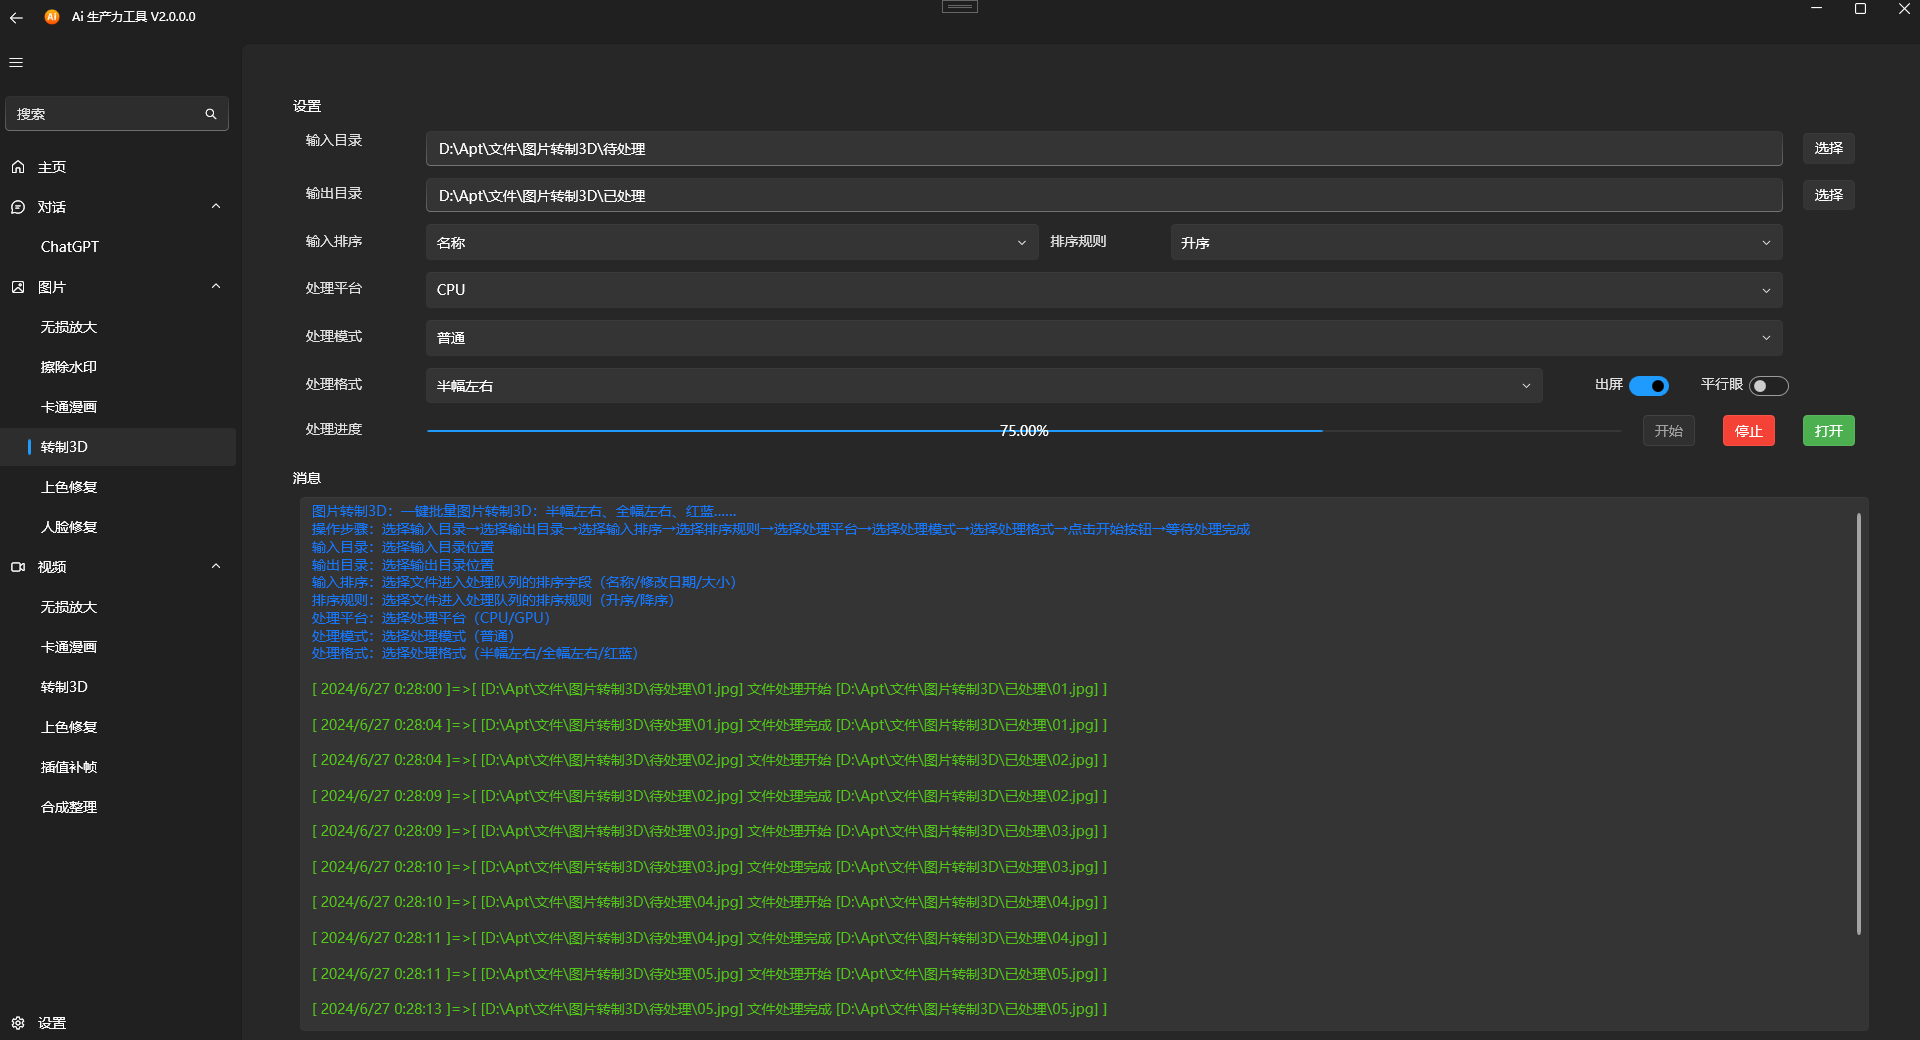 Ai 生产力工具 V2.0.0.0
搜索
主页
对话
ChatGPT
图片
无损放大
擦除水印
卡通漫画
转制3D
上色修复
人脸修复
视频
无损放大
卡通漫画
转制3D
上色修复
插值补帧
合成整理
设置
设置
输入目录 D:\Apt\文件\图片转制3D\待处理 选择
输出目录 D:\Apt\文件\图片转制3D\已处理 选择
输入排序 名称 排序规则 升序
处理平台 CPU
处理模式 普通
处理格式 半幅左右 出屏 平行眼
处理进度 75.00% 开始 停止 打开
消息
图片转制3D：一键批量图片转制3D：半幅左右、全幅左右、红蓝......
操作步骤：选择输入目录→选择输出目录→选择输入排序→选择排序规则→选择处理平台→选择处理模式→选择处理格式→点击开始按钮→等待处理完成
输入目录：选择输入目录位置
输出目录：选择输出目录位置
输入排序：选择文件进入处理队列的排序字段（名称/修改日期/大小）
排序规则：选择文件进入处理队列的排序规则（升序/降序）
处理平台：选择处理平台（CPU/GPU）
处理模式：选择处理模式（普通）
处理格式：选择处理格式（半幅左右/全幅左右/红蓝）
[ 2024/6/27 0:28:00 ]=>[ [D:\Apt\文件\图片转制3D\待处理\01.jpg] 文件处理开始 [D:\Apt\文件\图片转制3D\已处理\01.jpg] ]
[ 2024/6/27 0:28:04 ]=>[ [D:\Apt\文件\图片转制3D\待处理\01.jpg] 文件处理完成 [D:\Apt\文件\图片转制3D\已处理\01.jpg] ]
[ 2024/6/27 0:28:04 ]=>[ [D:\Apt\文件\图片转制3D\待处理\02.jpg] 文件处理开始 [D:\Apt\文件\图片转制3D\已处理\02.jpg] ]
[ 2024/6/27 0:28:09 ]=>[ [D:\Apt\文件\图片转制3D\待处理\02.jpg] 文件处理完成 [D:\Apt\文件\图片转制3D\已处理\02.jpg] ]
[ 2024/6/27 0:28:09 ]=>[ [D:\Apt\文件\图片转制3D\待处理\03.jpg] 文件处理开始 [D:\Apt\文件\图片转制3D\已处理\03.jpg] ]
[ 2024/6/27 0:28:10 ]=>[ [D:\Apt\文件\图片转制3D\待处理\03.jpg] 文件处理完成 [D:\Apt\文件\图片转制3D\已处理\03.jpg] ]
[ 2024/6/27 0:28:10 ]=>[ [D:\Apt\文件\图片转制3D\待处理\04.jpg] 文件处理开始 [D:\Apt\文件\图片转制3D\已处理\04.jpg] ]
[ 2024/6/27 0:28:11 ]=>[ [D:\Apt\文件\图片转制3D\待处理\04.jpg] 文件处理完成 [D:\Apt\文件\图片转制3D\已处理\04.jpg] ]
[ 2024/6/27 0:28:11 ]=>[ [D:\Apt\文件\图片转制3D\待处理\05.jpg] 文件处理开始 [D:\Apt\文件\图片转制3D\已处理\05.jpg] ]
[ 2024/6/27 0:28:13 ]=>[ [D:\Apt\文件\图片转制3D\待处理\05.jpg] 文件处理完成 [D:\Apt\文件\图片转制3D\已处理\05.jpg] ]